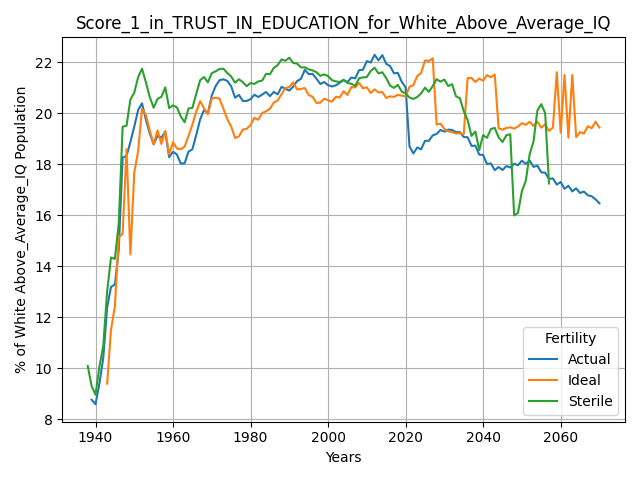 Score_1_in_TRUST_IN_EDUCATION_for_White_Above_Average_IQ
% of White Above_Average_IQ Population
22
20
18
16
14
12
10
8
1940
1960
1980
2000
2020
2040
2060
Years
Fertility
Actual
Ideal
Sterile